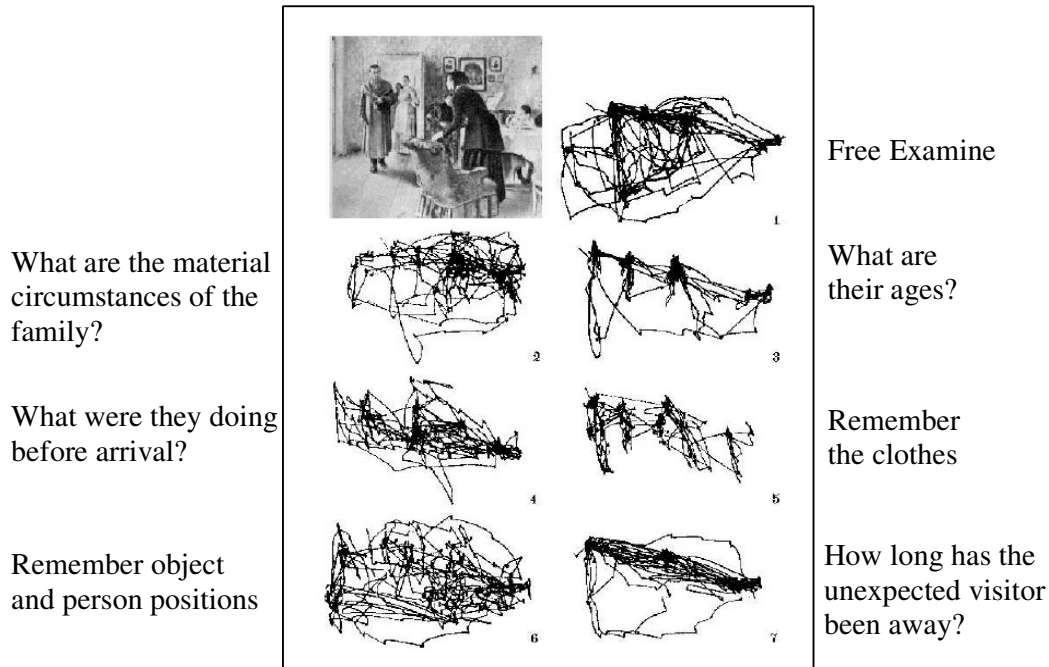 Free Examine
1
What are the material
circumstances of the
family?
2
What are
their ages?
3
What were they doing
before arrival?
4
Remember
the clothes
5
Remember object
and person positions
6
How long has the
unexpected visitor
been away?
7